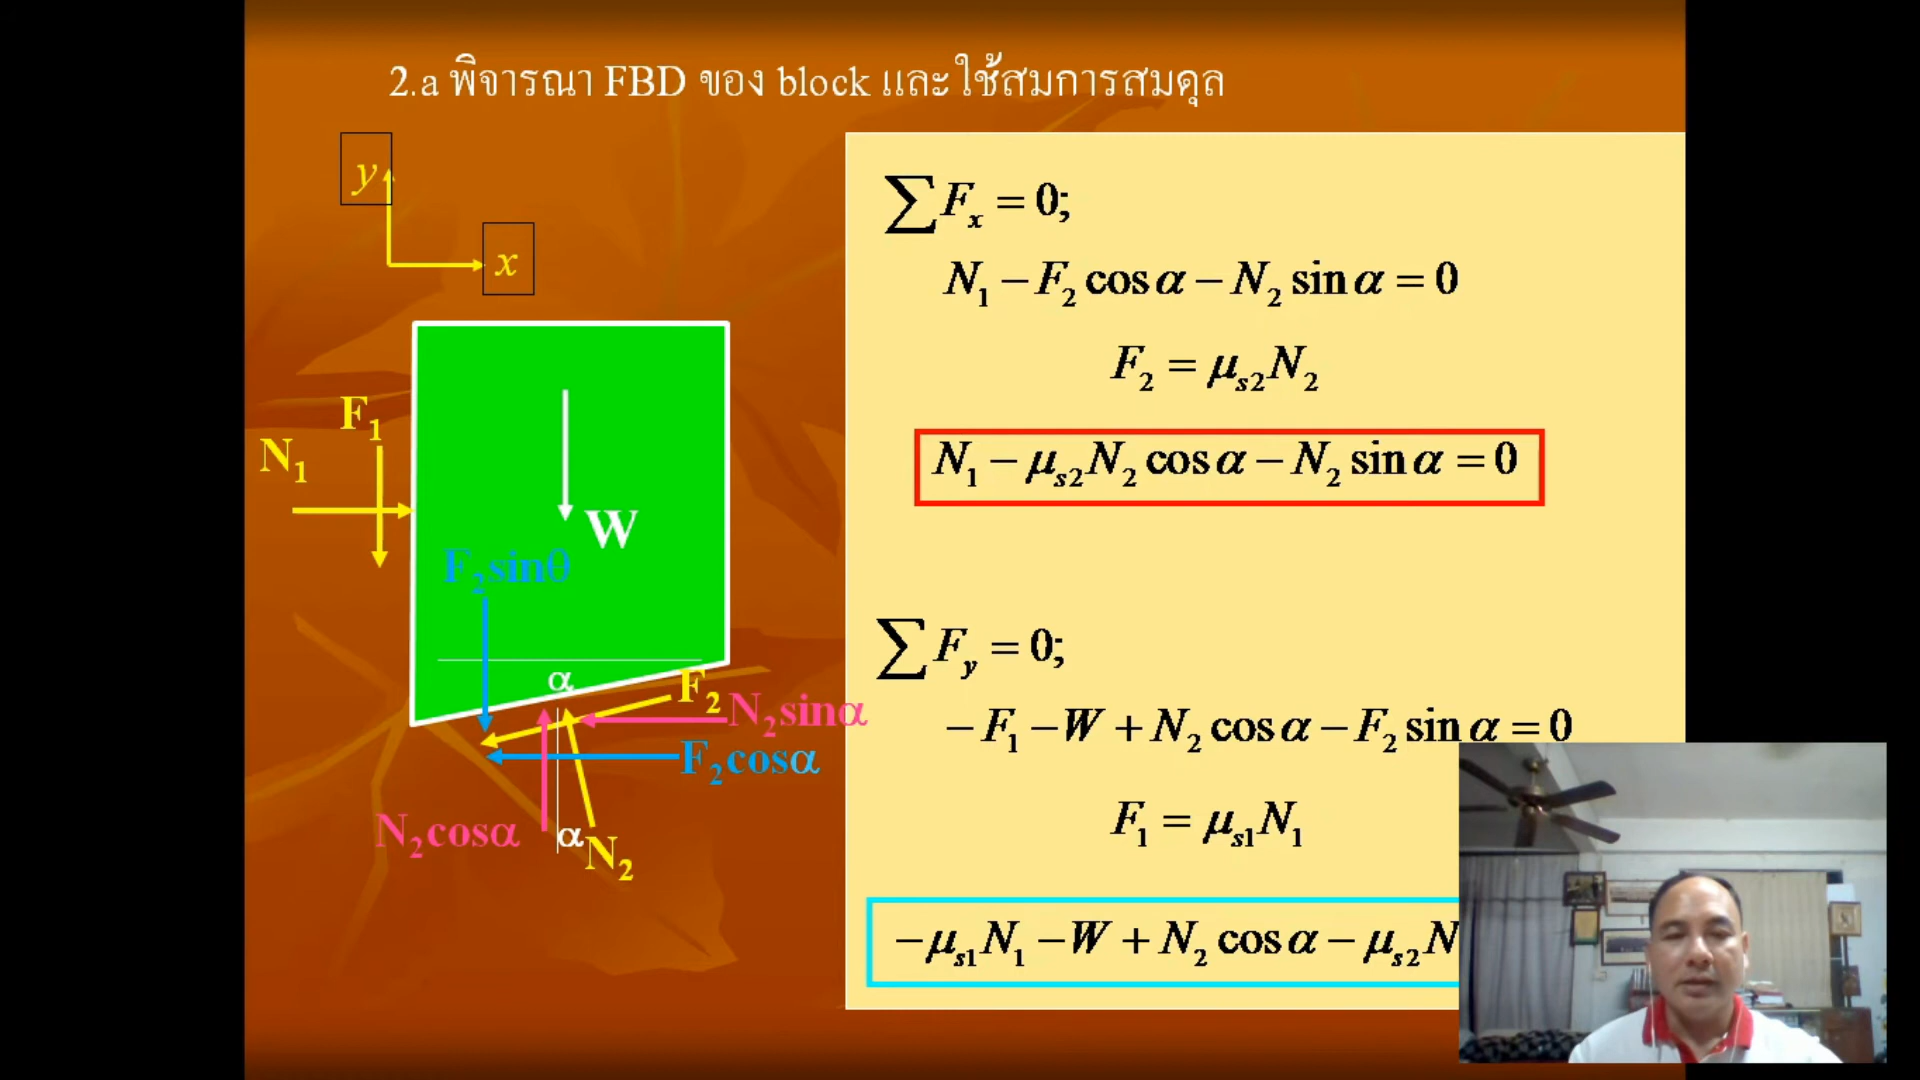 2.a พิจารณา FBD ของ block และใช้สมการสมดุล
y
x
F₁
N₁
W
F₂sinθ
α
F₂
N₂sinα
F₂cosα
N₂cosα
α
N₂
∑Fₓ = 0;
N₁ − F₂ cos α − N₂ sin α = 0
F₂ = μₛ₂N₂
N₁ − μₛ₂N₂ cos α − N₂ sin α = 0
∑F_y = 0;
− F₁ − W + N₂ cos α − F₂ sin α = 0
F₁ = μₛ₁N₁
−μₛ₁N₁ − W + N₂ cos α − μₛ₂N